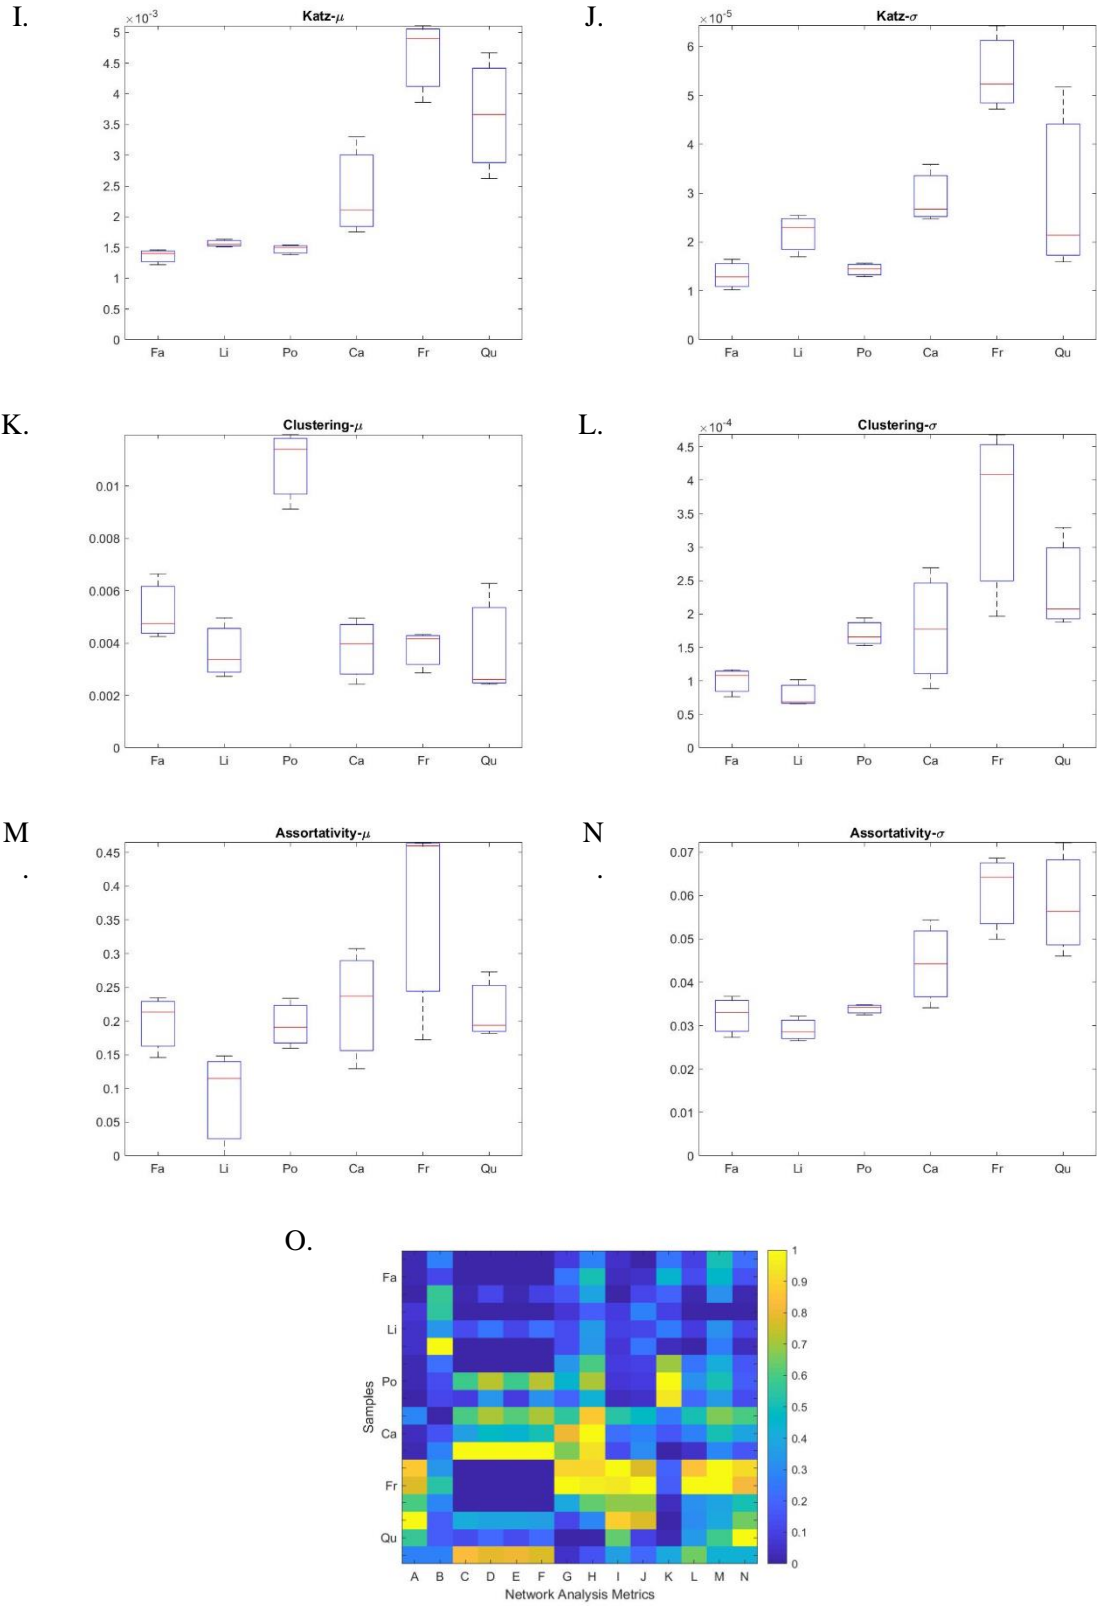 I.
Katz-μ
×10⁻³
5
4.5
4
3.5
3
2.5
2
1.5
1
0.5
0
Fa Li Po Ca Fr Qu
J.
Katz-σ
×10⁻⁵
6
5
4
3
2
1
0
Fa Li Po Ca Fr Qu
K.
Clustering-μ
0.01
0.008
0.006
0.004
0.002
0
Fa Li Po Ca Fr Qu
L.
Clustering-σ
×10⁻⁴
4.5
4
3.5
3
2.5
2
1.5
1
0.5
0
Fa Li Po Ca Fr Qu
M
.
Assortativity-μ
0.45
0.4
0.35
0.3
0.25
0.2
0.15
0.1
0.05
0
Fa Li Po Ca Fr Qu
N
.
Assortativity-σ
0.07
0.06
0.05
0.04
0.03
0.02
0.01
0
Fa Li Po Ca Fr Qu
O.
Samples
Fa
Li
Po
Ca
Fr
Qu
A B C D E F G H I J K L M N
Network Analysis Metrics
1
0.9
0.8
0.7
0.6
0.5
0.4
0.3
0.2
0.1
0